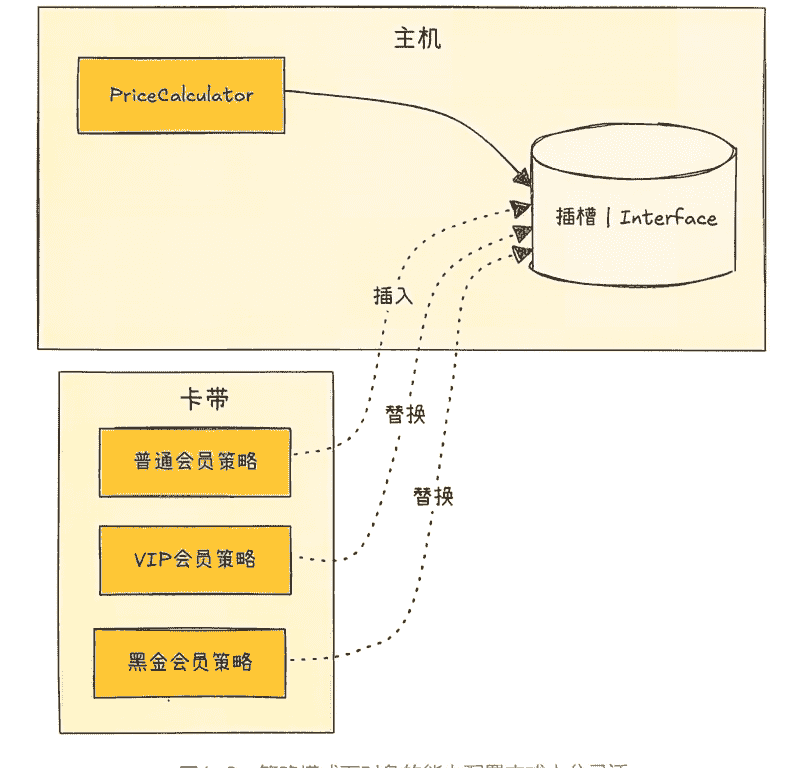 主机
PriceCalculator
插槽 | Interface
插入
卡带
替换
普通会员策略
替换
VIP会员策略
黑金会员策略